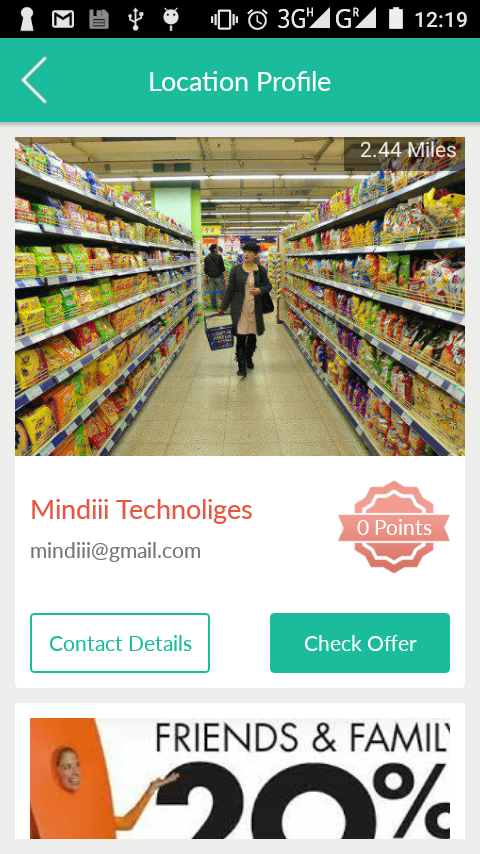 3G H G R 12:19
Location Profile
2.44 Miles
Mindiii Technoliges
0 Points
mindiii@gmail.com
Contact Details
Check Offer
FRIENDS & FAMILY
20%